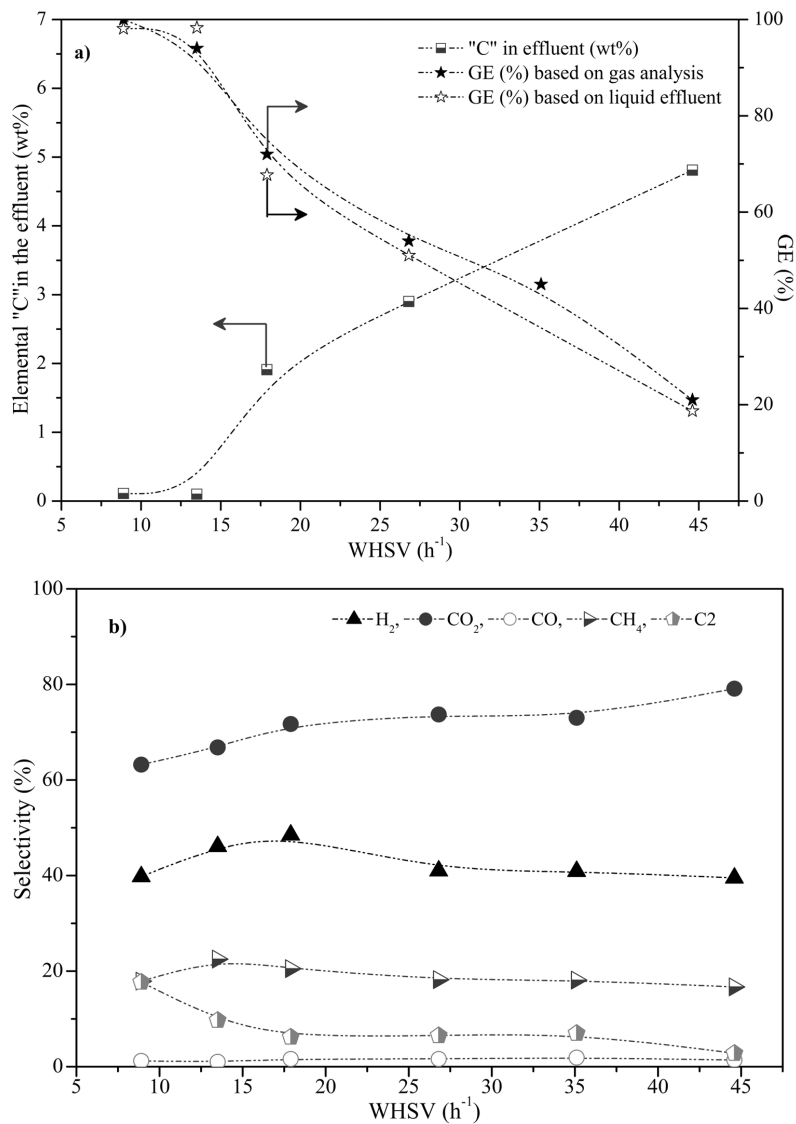 a)
"C" in effluent (wt%)
GE (%) based on gas analysis
GE (%) based on liquid effluent
7
6
5
4
3
2
1
0
Elemental "C"in the effluent (wt%)
100
80
60
40
20
0
GE (%)
5 10 15 20 25 30 35 40 45
WHSV (h⁻¹)
b)
H₂, CO₂, CO, CH₄, C2
100
80
60
40
20
0
Selectivity (%)
5 10 15 20 25 30 35 40 45
WHSV (h⁻¹)